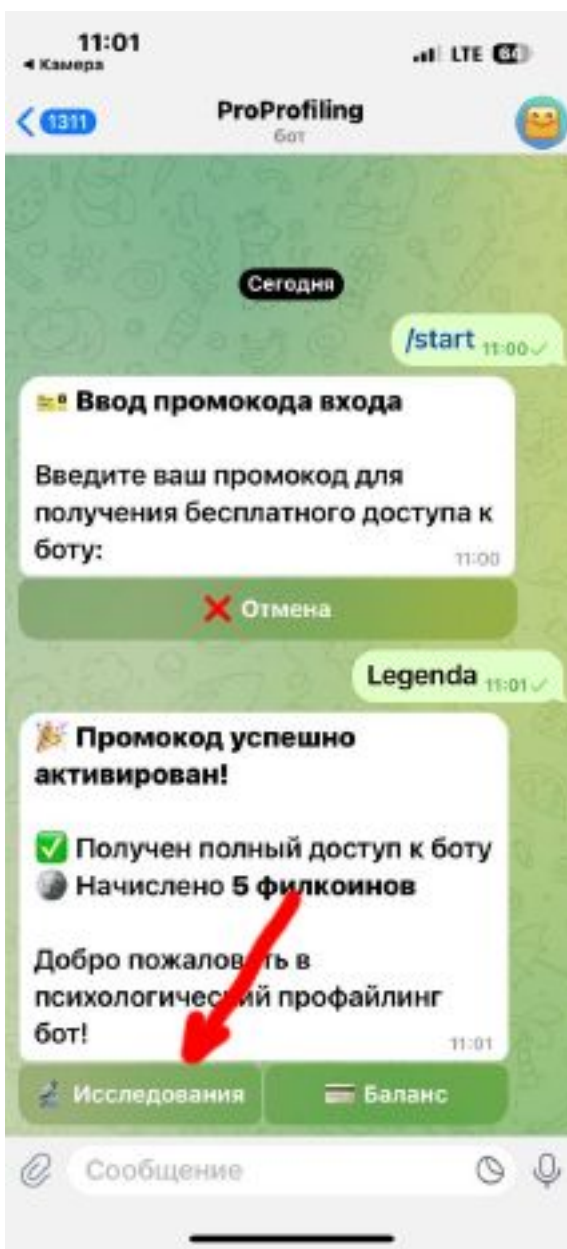 11:01
Камера
LTE 64
1311
ProProfiling
бот
Сегодня
/start 11:00
Ввод промокода входа
Введите ваш промокод для
получения бесплатного доступа к
боту:
11:00
Отмена
Legenda 11:01
Промокод успешно
активирован!
Получен полный доступ к боту
Начислено 5 филкоинов
Добро пожаловать в
психологический профайлинг
бот!
11:01
Исследования
Баланс
Сообщение